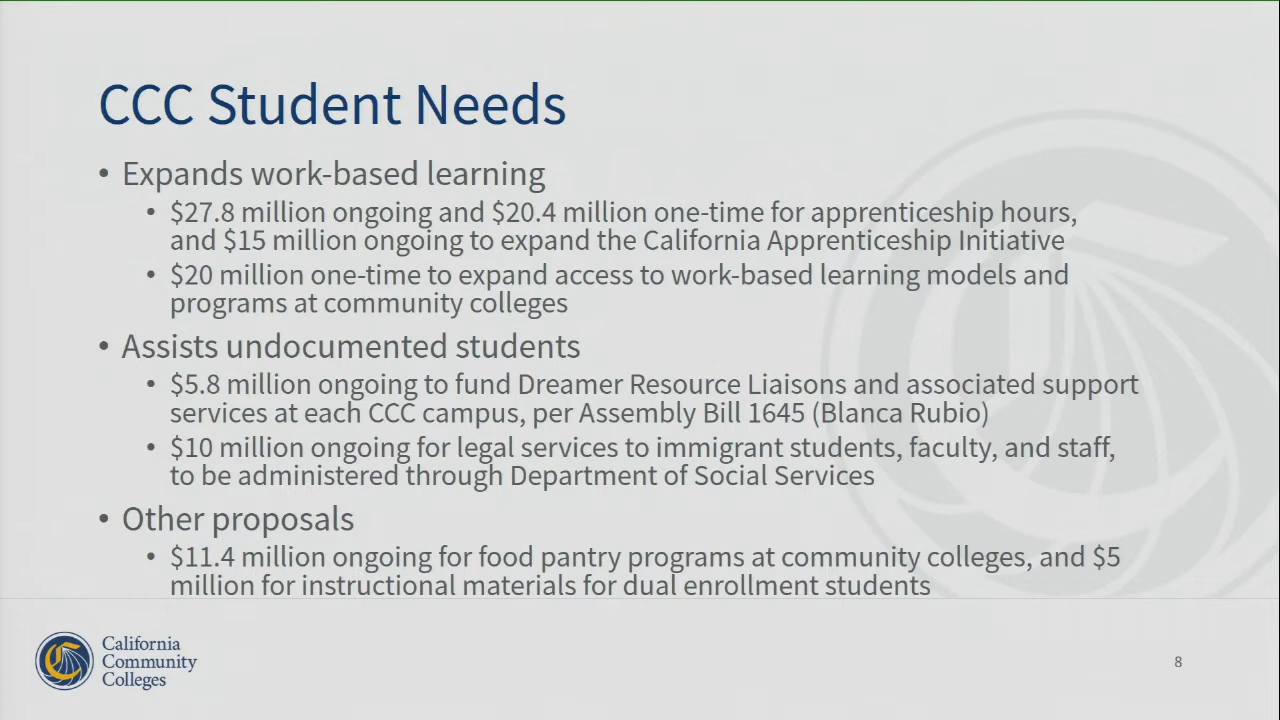 CCC Student Needs
• Expands work-based learning
• $27.8 million ongoing and $20.4 million one-time for apprenticeship hours,
and $15 million ongoing to expand the California Apprenticeship Initiative
• $20 million one-time to expand access to work-based learning models and
programs at community colleges
• Assists undocumented students
• $5.8 million ongoing to fund Dreamer Resource Liaisons and associated support
services at each CCC campus, per Assembly Bill 1645 (Blanca Rubio)
• $10 million ongoing for legal services to immigrant students, faculty, and staff,
to be administered through Department of Social Services
• Other proposals
• $11.4 million ongoing for food pantry programs at community colleges, and $5
million for instructional materials for dual enrollment students
California
Community
Colleges
8